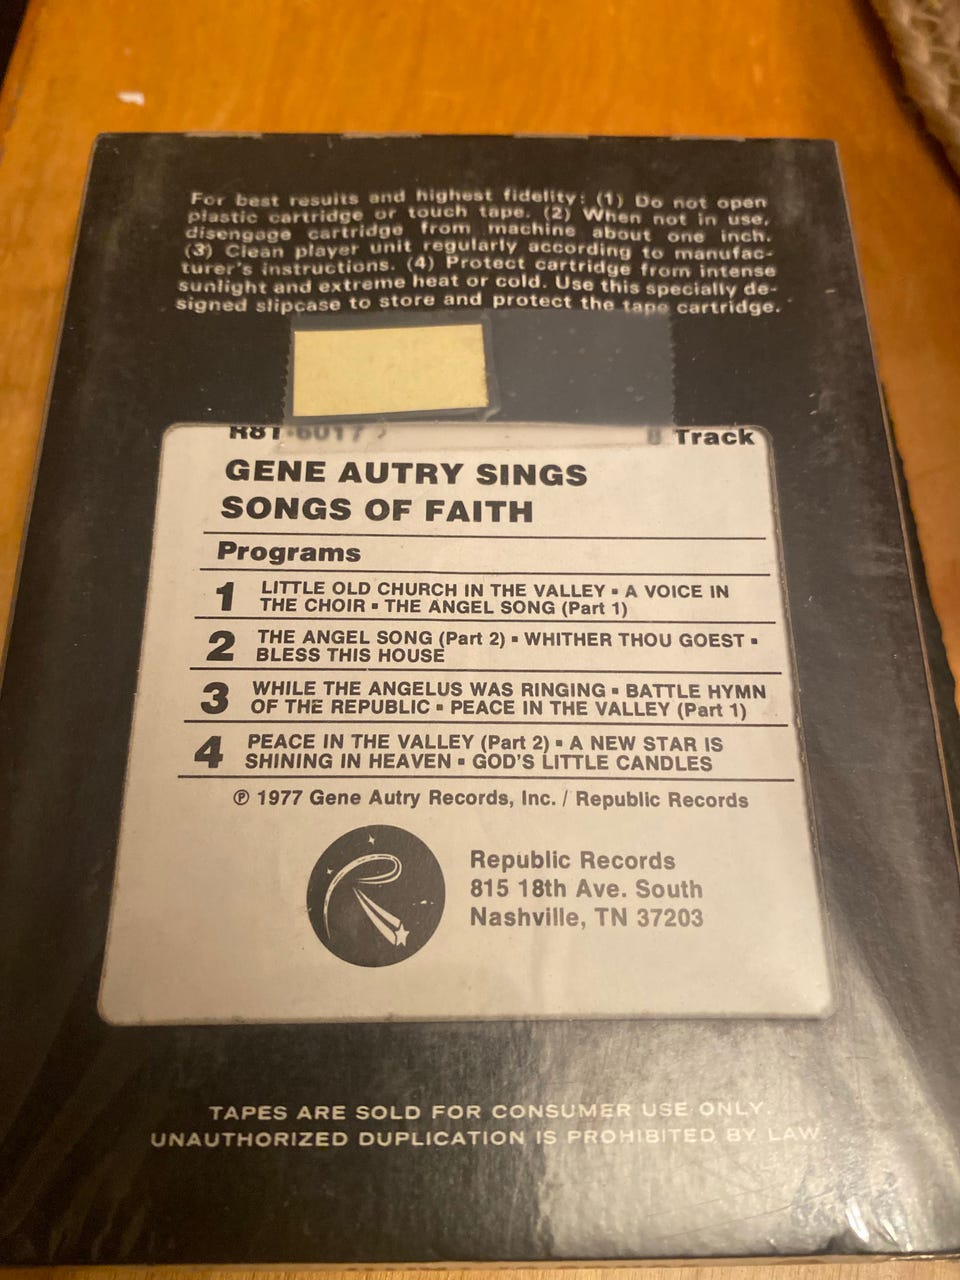 For best results and highest fidelity: (1) Do not open
plastic cartridge or touch tape. (2) When not in use,
disengage cartridge from machine about one inch.
(3) Clean player unit regularly according to manufac-
turer's instructions. (4) Protect cartridge from intense
sunlight and extreme heat or cold. Use this specially de-
signed slipcase to store and protect the tape cartridge.
R8T-6017 8 Track
GENE AUTRY SINGS
SONGS OF FAITH
Programs
1 LITTLE OLD CHURCH IN THE VALLEY ▪ A VOICE IN
THE CHOIR ▪ THE ANGEL SONG (Part 1)
2 THE ANGEL SONG (Part 2) ▪ WHITHER THOU GOEST ▪
BLESS THIS HOUSE
3 WHILE THE ANGELUS WAS RINGING ▪ BATTLE HYMN
OF THE REPUBLIC ▪ PEACE IN THE VALLEY (Part 1)
4 PEACE IN THE VALLEY (Part 2) ▪ A NEW STAR IS
SHINING IN HEAVEN ▪ GOD'S LITTLE CANDLES
℗ 1977 Gene Autry Records, Inc. / Republic Records
R
Republic Records
815 18th Ave. South
Nashville, TN 37203
TAPES ARE SOLD FOR CONSUMER USE ONLY.
UNAUTHORIZED DUPLICATION IS PROHIBITED BY LAW.